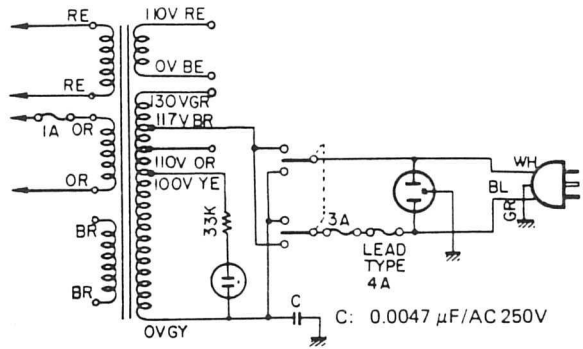 RE
110V RE
0V BE
RE
130V GR
117V BR
1A OR
110V OR
100V YE
OR
33K
BR
BR
0V GY
C
C: 0.0047 µF/AC 250V
3A
LEAD
TYPE
4A
WH
BL
GR